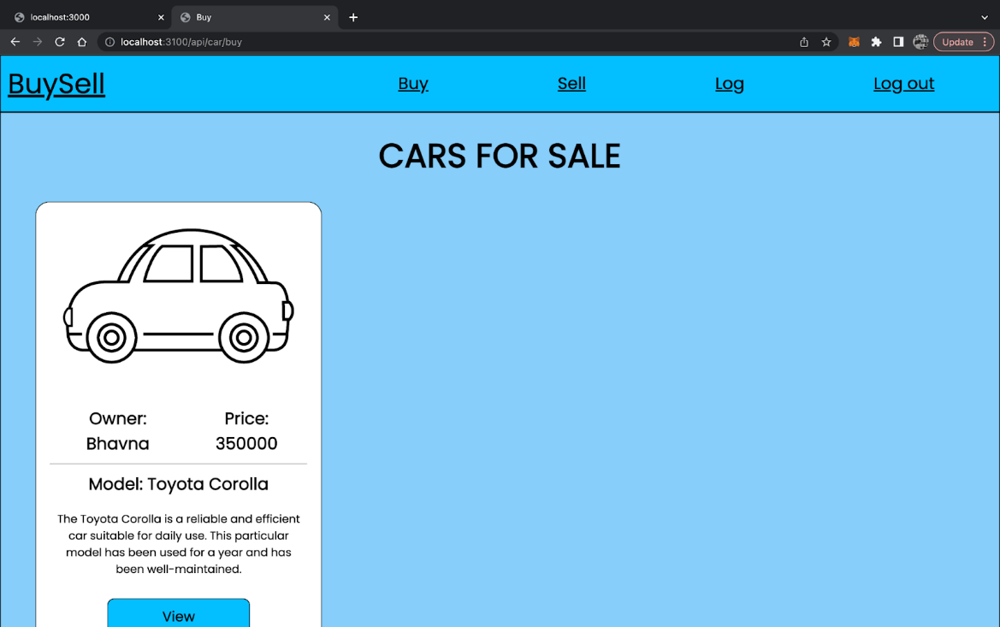 localhost:3000
Buy
localhost:3100/api/car/buy
Update
BuySell
Buy Sell Log Log out
CARS FOR SALE
Owner: Price:
Bhavna 350000
Model: Toyota Corolla
The Toyota Corolla is a reliable and efficient
car suitable for daily use. This particular
model has been used for a year and has
been well-maintained.
View